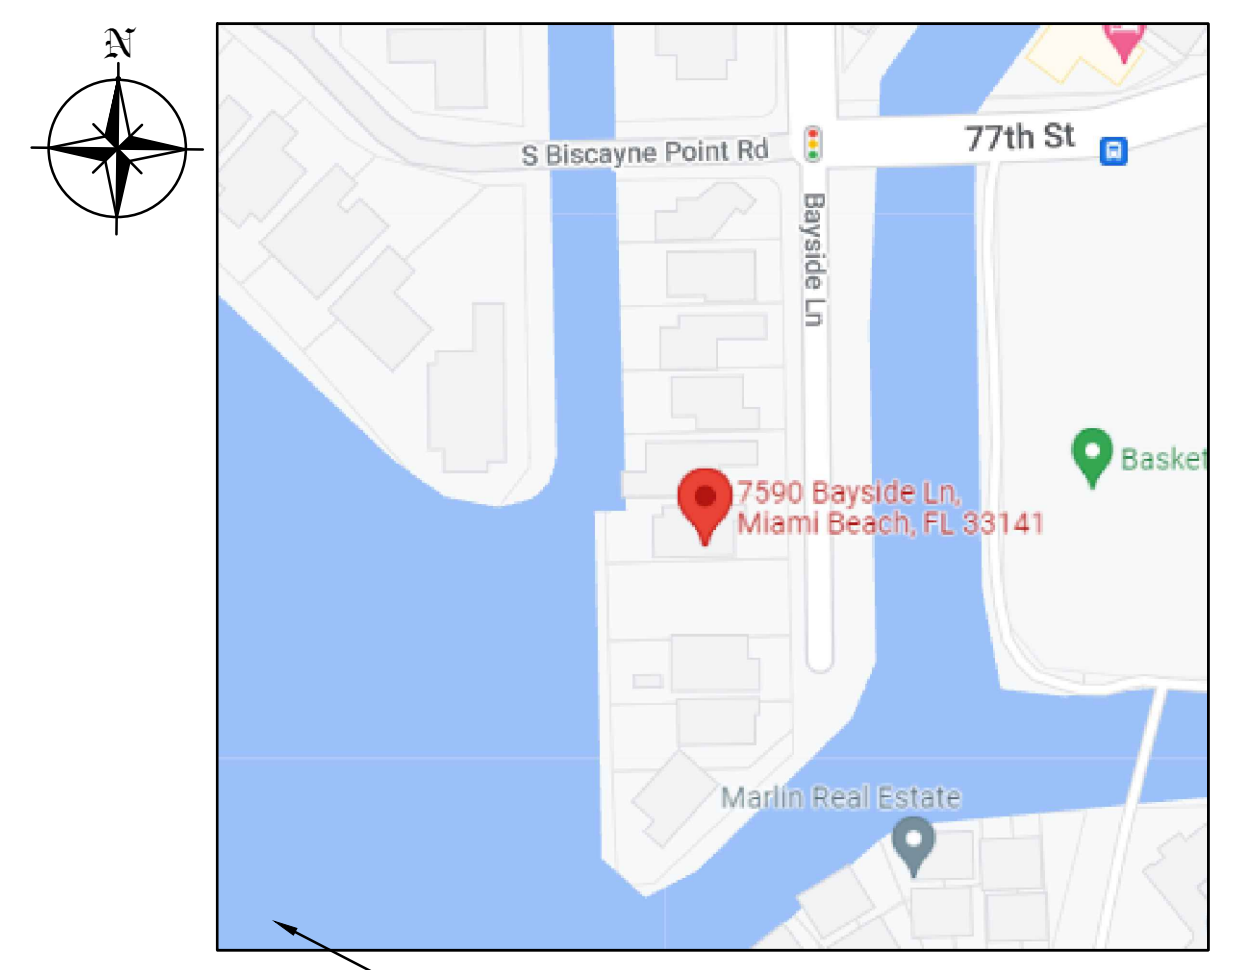 N
S Biscayne Point Rd
77th St
Bayside Ln
7590 Bayside Ln,
Miami Beach, FL 33141
Basket
Marlin Real Estate